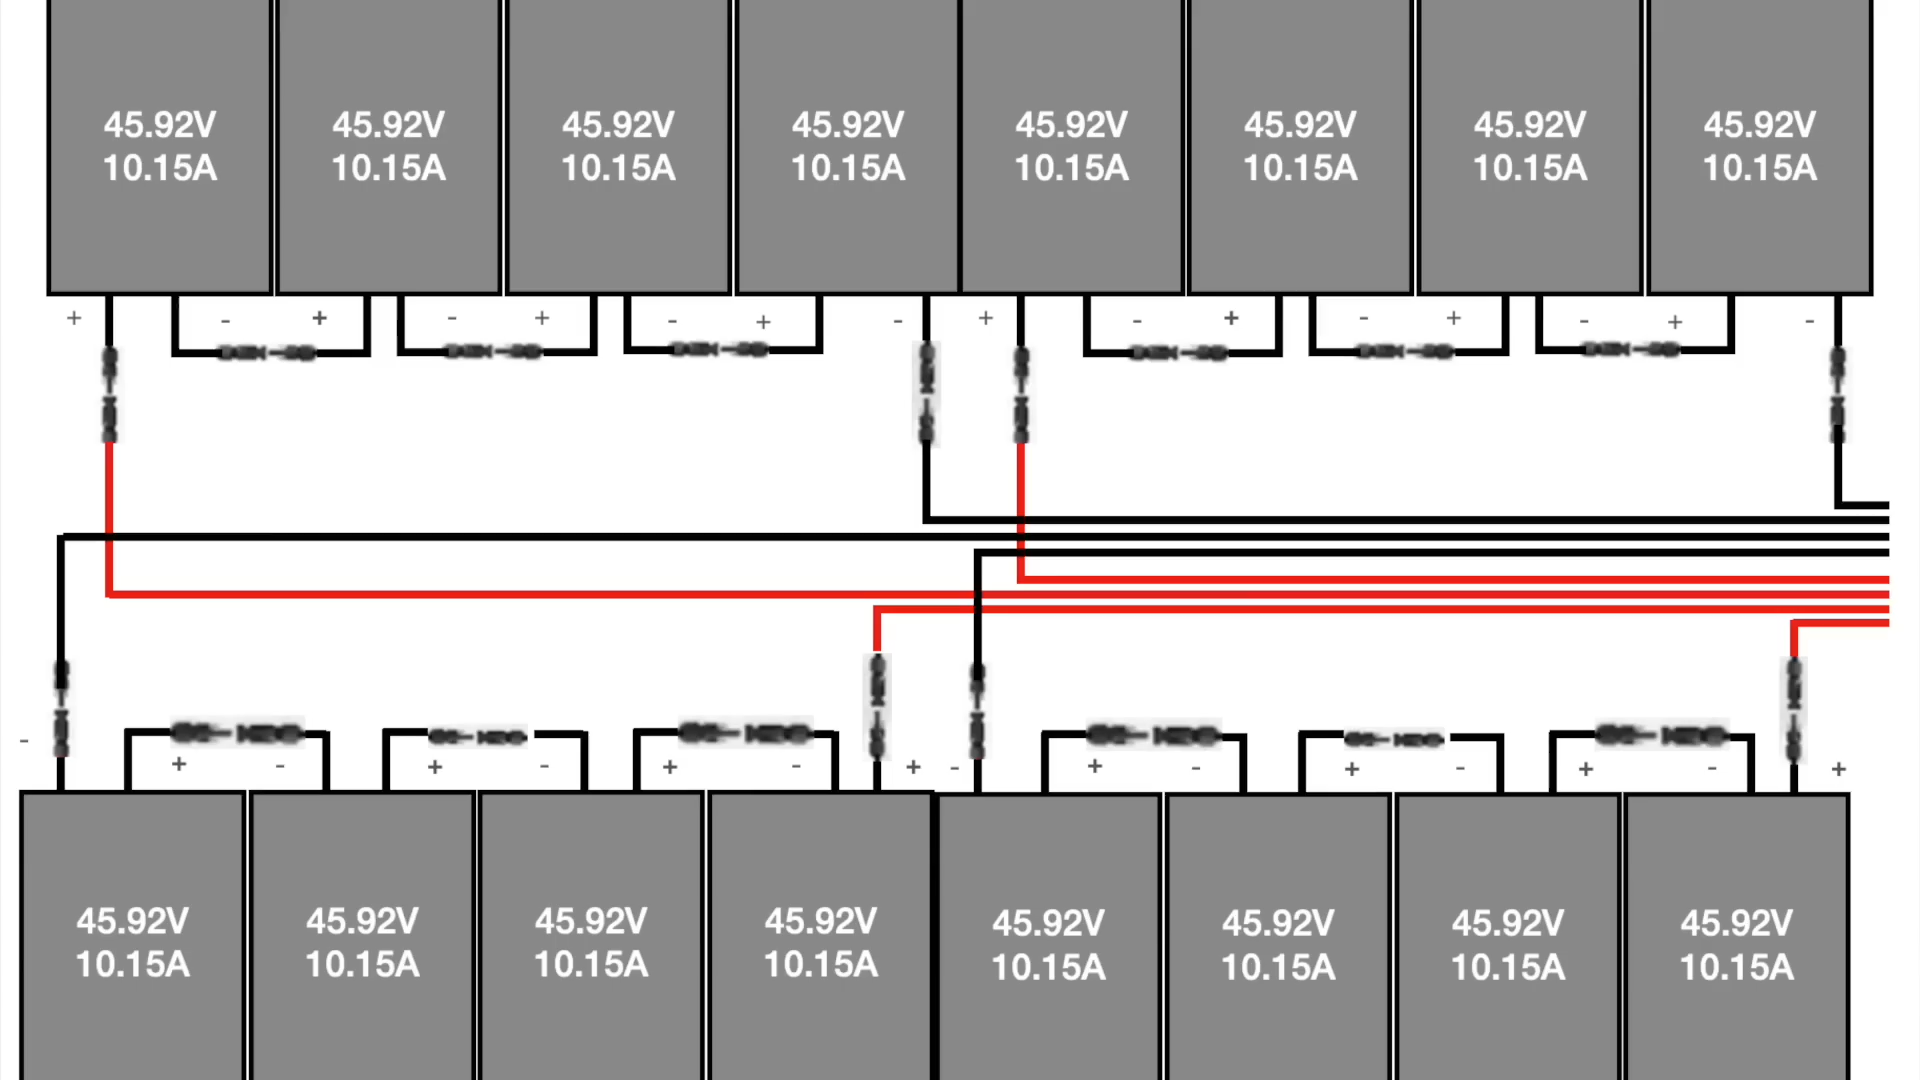 45.92V 45.92V 45.92V 45.92V 45.92V 45.92V 45.92V 45.92V
10.15A 10.15A 10.15A 10.15A 10.15A 10.15A 10.15A 10.15A
+ - + - + - + - + - + - + - + -
- + - + - + - + - + - + - + - +
45.92V 45.92V 45.92V 45.92V 45.92V 45.92V 45.92V 45.92V
10.15A 10.15A 10.15A 10.15A 10.15A 10.15A 10.15A 10.15A